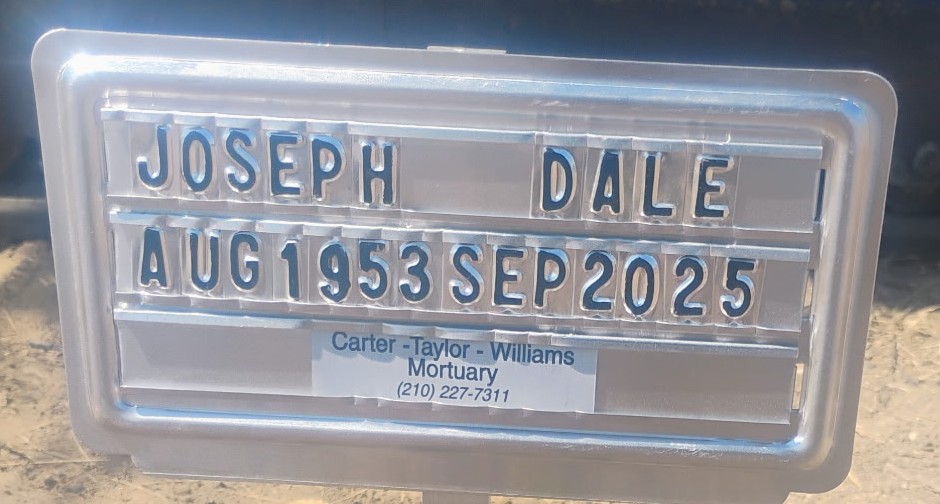 JOSEPH DALE
AUG 1953 SEP 2025
Carter -Taylor - Williams
Mortuary
(210) 227-7311